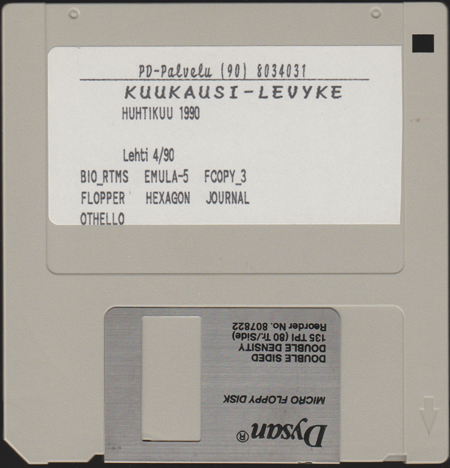 PD-Palvelu (90) 8034031
KUUKAUSI-LEVYKE
HUHTIKUU 1990
Lehti 4/90
BIO_RTMS EMULA-5 FCOPY_3
FLOPPER HEXAGON JOURNAL
OTHELLO
Dysan®
MICRO FLOPPY DISK
DOUBLE SIDED
DOUBLE DENSITY
135 TPI (80 Tr./Side)
Reorder No. 807822